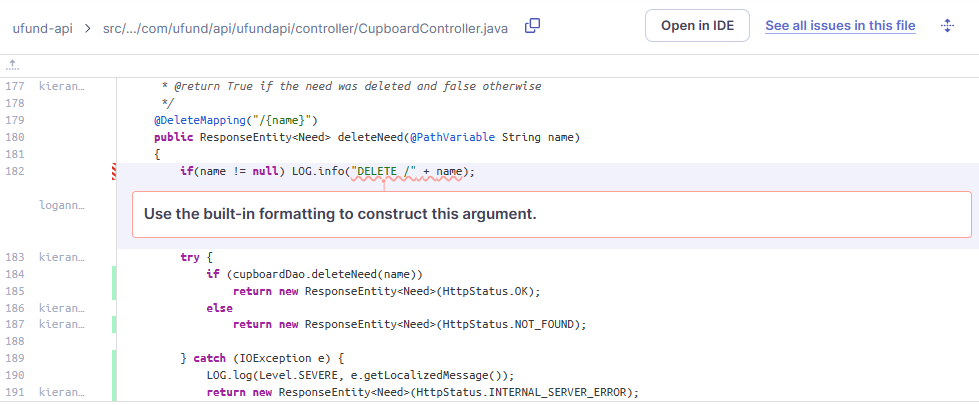 ufund-api > src/.../com/ufund/api/ufundapi/controller/CupboardController.java Open in IDE See all issues in this file
177 kieran... * @return True if the need was deleted and false otherwise
178 */
179 @DeleteMapping("/{name}")
180 public ResponseEntity<Need> deleteNeed(@PathVariable String name)
181 {
182 if(name != null) LOG.info("DELETE /" + name);
logann...
Use the built-in formatting to construct this argument.
183 kieran... try {
184 if (cupboardDao.deleteNeed(name))
185 return new ResponseEntity<Need>(HttpStatus.OK);
186 kieran... else
187 kieran... return new ResponseEntity<Need>(HttpStatus.NOT_FOUND);
188
189 } catch (IOException e) {
190 LOG.log(Level.SEVERE, e.getLocalizedMessage());
191 kieran... return new ResponseEntity<Need>(HttpStatus.INTERNAL_SERVER_ERROR);